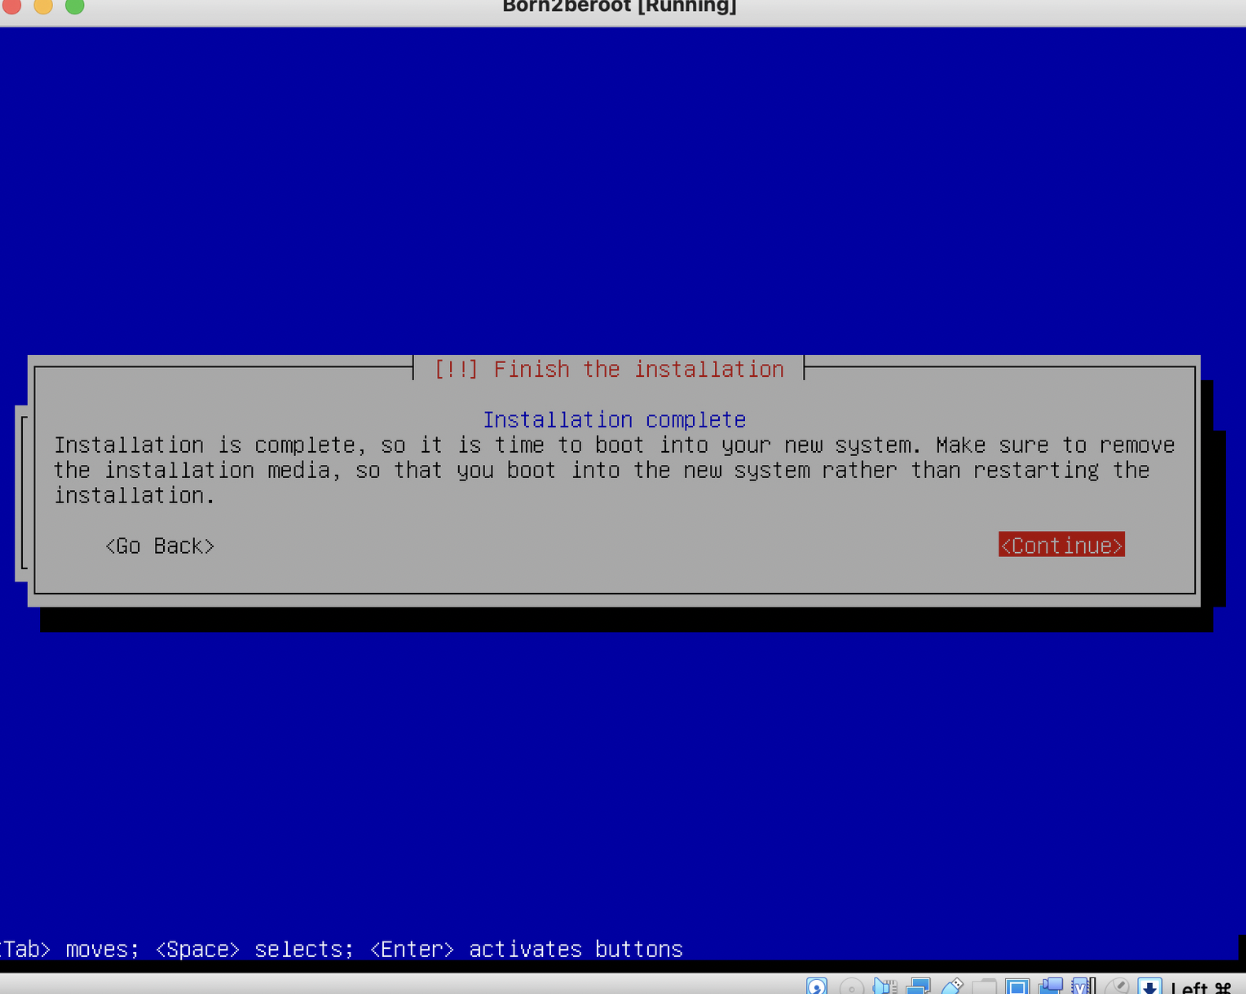 Born2beroot [Running]
[!!] Finish the installation
Installation complete
Installation is complete, so it is time to boot into your new system. Make sure to remove
the installation media, so that you boot into the new system rather than restarting the
installation.
<Go Back> <Continue>
<Tab> moves; <Space> selects; <Enter> activates buttons
Left ⌘